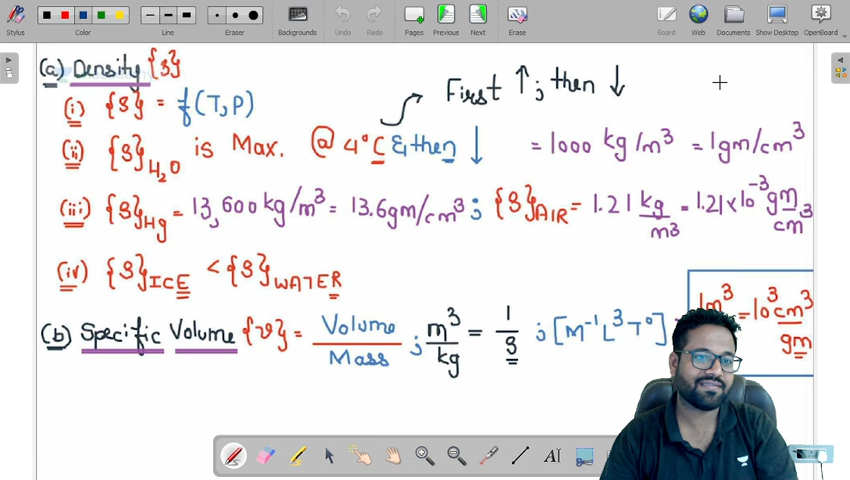 Stylus
Color
Line
Eraser
Backgrounds
Undo
Redo
Pages
Previous
Next
Erase
Board
Web
Documents
Show Desktop
OpenBoard
(a) Density {ρ}
First ↑ ; then ↓
(i) {ρ} = f(T,P)
(ii) {ρ}H₂O is Max. @ 4°C & then ↓ = 1000 kg/m³ = 1gm/cm³
(iii) {ρ}Hg = 13,600 kg/m³ = 13.6gm/cm³ ; {ρ}AIR = 1.21 kg/m³ = 1.21×10⁻³ gm/cm³
(iv) {ρ}ICE < {ρ}WATER
1m³ = 10³cm³
gm
(b) Specific Volume {v} = Volume/Mass ; m³/kg = 1/ρ ; [M⁻¹L³T⁰]